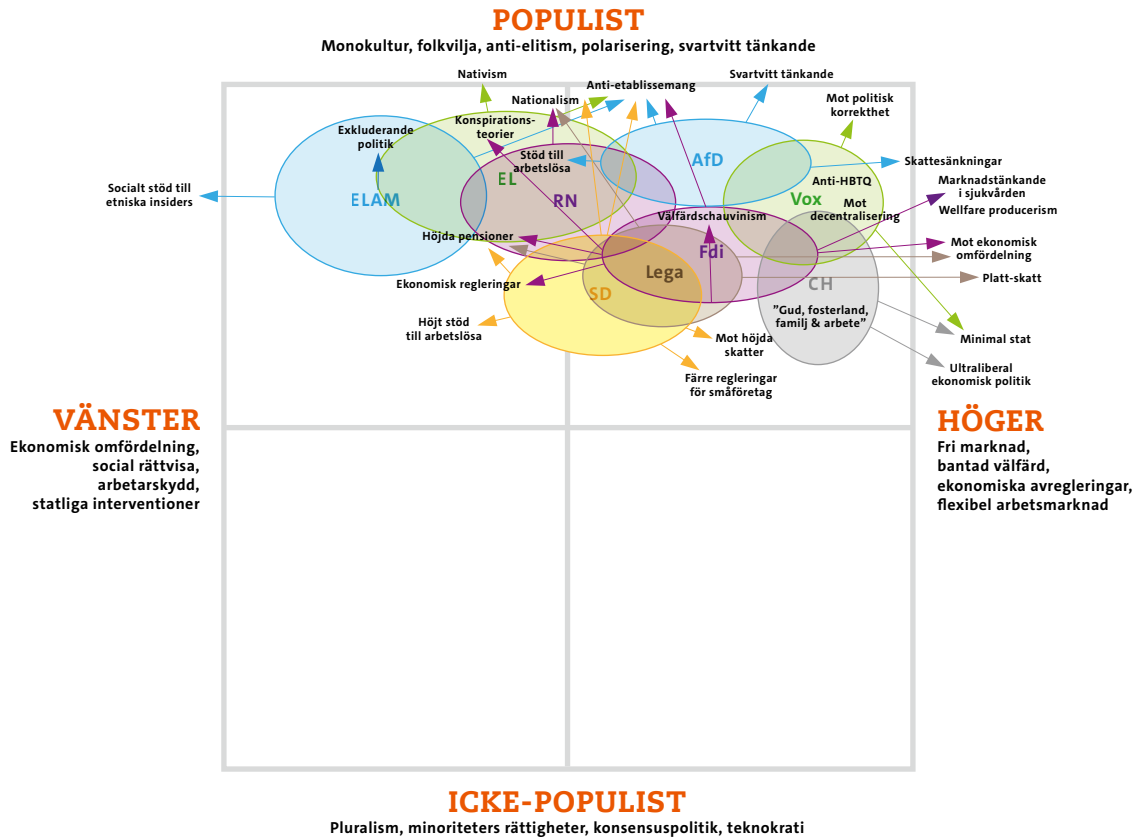 POPULIST
Monokultur, folkvilja, anti-elitism, polarisering, svartvitt tänkande
Nativism
Anti-etablissemang
Svartvitt tänkande
Nationalism
Mot politisk
korrekthet
Konspirations-
teorier
Exkluderande
politik
Stöd till
arbetslösa
AfD
Skattesänkningar
EL
Anti-HBTQ
Marknadstänkande
i sjukvården
Socialt stöd till
etniska insiders
ELAM
RN
Vox
Mot
decentralisering
Wellfare producerism
Välfärdschauvinism
Höjda pensioner
Fdi
Mot ekonomisk
omfördelning
Lega
Ekonomisk regleringar
SD
CH
Platt-skatt
"Gud, fosterland,
familj & arbete"
Höjt stöd
till arbetslösa
Mot höjda
skatter
Minimal stat
Färre regleringar
för småföretag
Ultraliberal
ekonomisk politik
VÄNSTER
Ekonomisk omfördelning,
social rättvisa,
arbetarskydd,
statliga interventioner
HÖGER
Fri marknad,
bantad välfärd,
ekonomiska avregleringar,
flexibel arbetsmarknad
ICKE-POPULIST
Pluralism, minoriteters rättigheter, konsensuspolitik, teknokrati